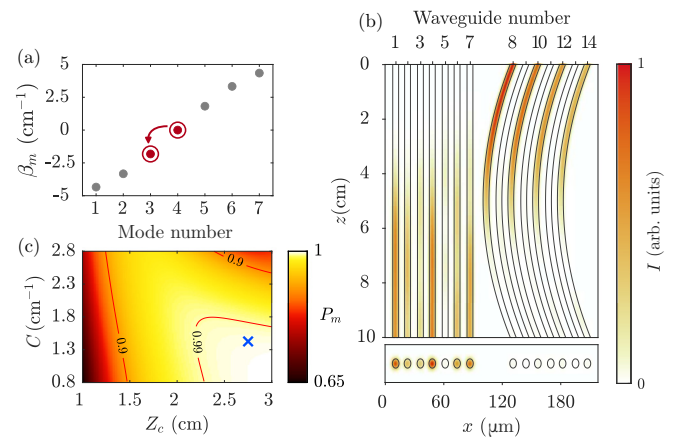 (a)
5
2.5
0
-2.5
-5
β_m (cm⁻¹)
1 2 3 4 5 6 7
Mode number
(c)
2.8
2.3
1.8
1.3
0.8
C (cm⁻¹)
0.9
0.9
0.99
1 1.5 2 2.5 3
Z_c (cm)
1
P_m
0.65
(b)
Waveguide number
1 3 5 7 8 10 12 14
0
2
4
6
8
10
z(cm)
0 60 120 180
x (μm)
1
I (arb. units)
0